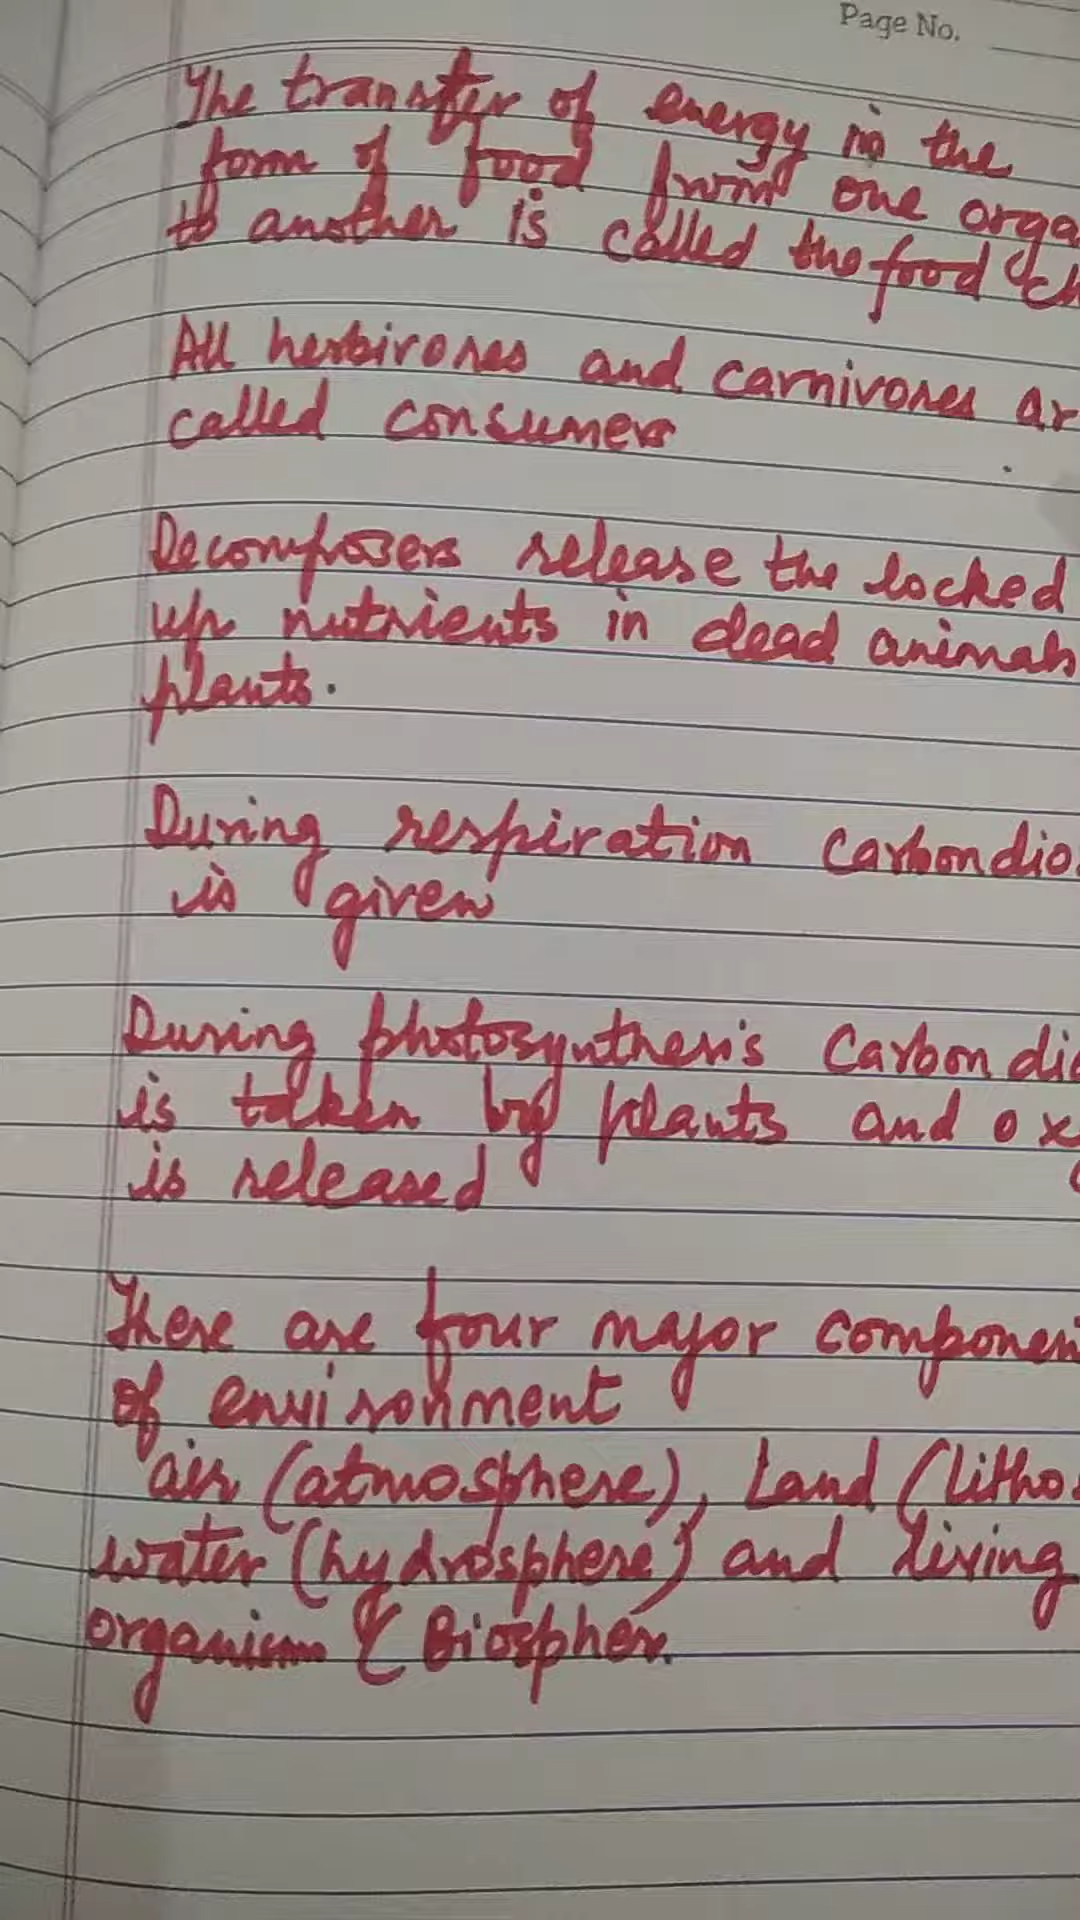 Page No.
The transfer of energy in the
form of food from one orga
to another is called the food ch
All herbivores and carnivores ar
called consumers
Decomposers release the locked
up nutrients in dead animals
plants.
During respiration carbondio
is given
During photosynthesis Carbon dio
is taken by plants and ox
is released
There are four major componen
of environment
air (atmosphere), Land (litho
water (hydrosphere) and living
organism ( Biosphere